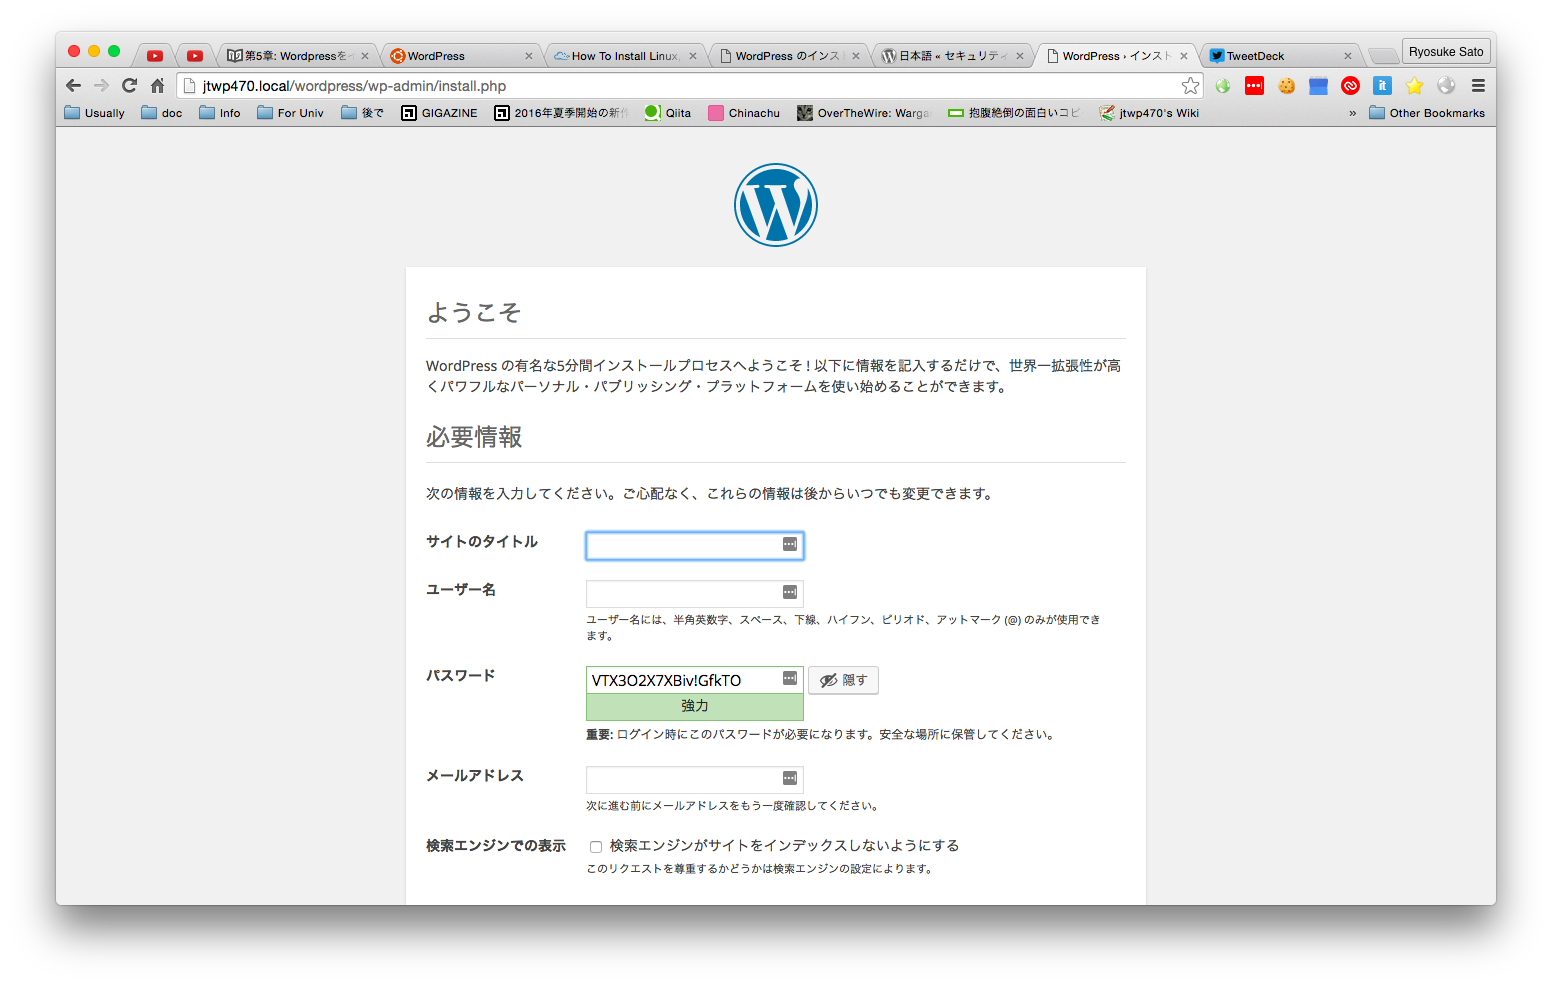 第5章: Wordpressを
WordPress
How To Install Linux,
WordPress のインス
日本語 « セキュリティ
WordPress › インスト
TweetDeck
Ryosuke Sato
jtwp470.local/wordpress/wp-admin/install.php
Usually
doc
Info
For Univ
後で
GIGAZINE
2016年夏季開始の新作
Qiita
Chinachu
OverTheWire: Warga
抱腹絶倒の面白いコピ
jtwp470's Wiki
»
Other Bookmarks
ようこそ
WordPress の有名な5分間インストールプロセスへようこそ ! 以下に情報を記入するだけで、世界一拡張性が高
くパワフルなパーソナル・パブリッシング・プラットフォームを使い始めることができます。
必要情報
次の情報を入力してください。ご心配なく、これらの情報は後からいつでも変更できます。
サイトのタイトル
ユーザー名
ユーザー名には、半角英数字、スペース、下線、ハイフン、ピリオド、アットマーク (@) のみが使用でき
ます。
パスワード
VTX3O2X7XBiv!GfkTO
隠す
強力
重要: ログイン時にこのパスワードが必要になります。安全な場所に保管してください。
メールアドレス
次に進む前にメールアドレスをもう一度確認してください。
検索エンジンでの表示
検索エンジンがサイトをインデックスしないようにする
このリクエストを尊重するかどうかは検索エンジンの設定によります。